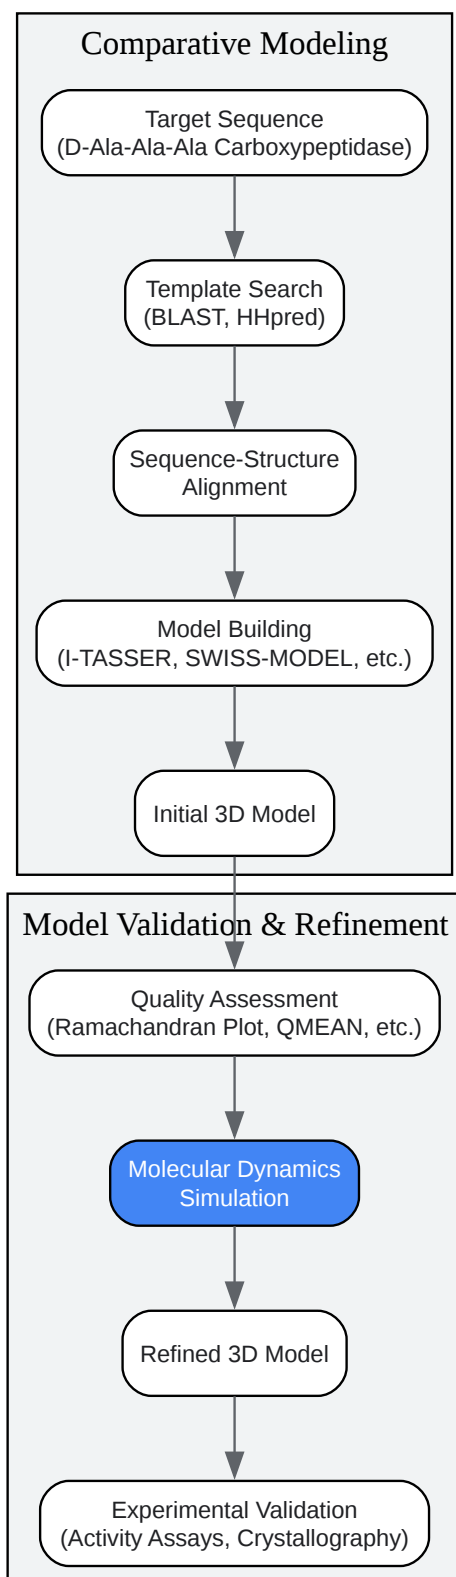 Comparative Modeling
Target Sequence
(D-Ala-Ala-Ala Carboxypeptidase)
Template Search
(BLAST, HHpred)
Sequence-Structure
Alignment
Model Building
(I-TASSER, SWISS-MODEL, etc.)
Initial 3D Model
Model Validation & Refinement
Quality Assessment
(Ramachandran Plot, QMEAN, etc.)
Molecular Dynamics
Simulation
Refined 3D Model
Experimental Validation
(Activity Assays, Crystallography)